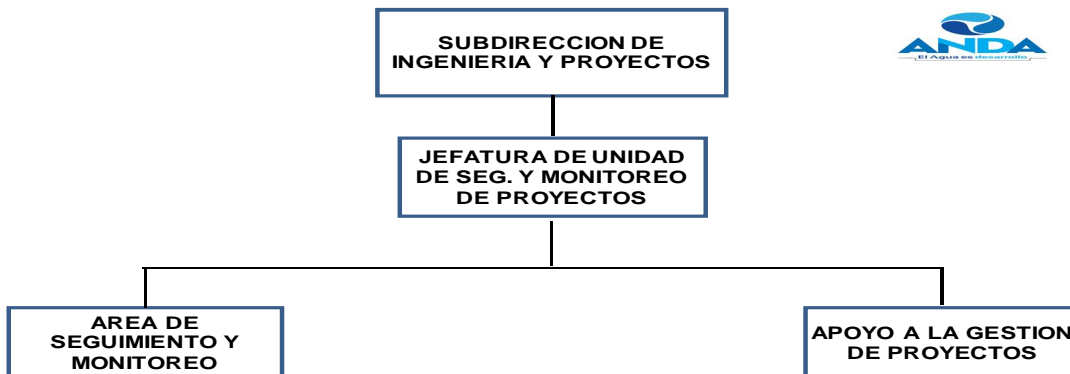 SUBDIRECCION DE
INGENIERIA Y PROYECTOS
ANDA
El Agua es desarrollo
JEFATURA DE UNIDAD
DE SEG. Y MONITOREO
DE PROYECTOS
AREA DE
SEGUIMIENTO Y
MONITOREO
APOYO A LA GESTION
DE PROYECTOS